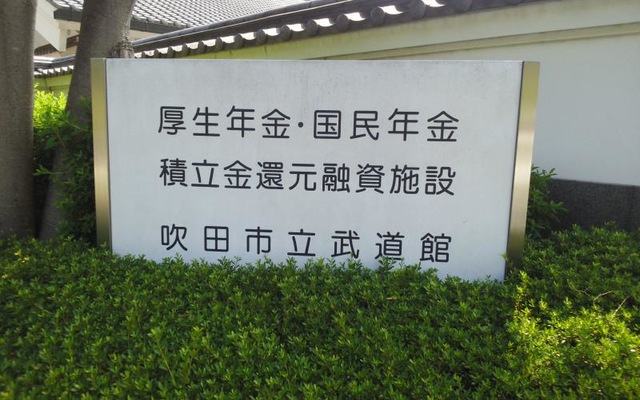 厚生年金・国民年金
積立金還元融資施設
吹田市立武道館